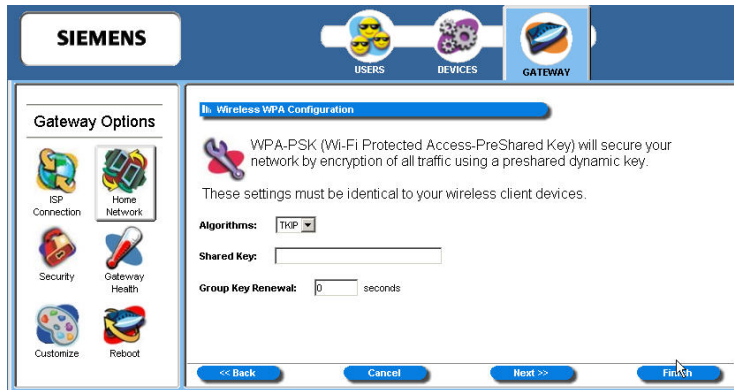 SIEMENS
USERS
DEVICES
GATEWAY
Gateway Options
ISP
Connection
Home
Network
Security
Gateway
Health
Customize
Reboot
Wireless WPA Configuration
WPA-PSK (Wi-Fi Protected Access-PreShared Key) will secure your
network by encryption of all traffic using a preshared dynamic key.
These settings must be identical to your wireless client devices.
Algorithms: TKIP
Shared Key:
Group Key Renewal: 0 seconds
<< Back
Cancel
Next >>
Finish